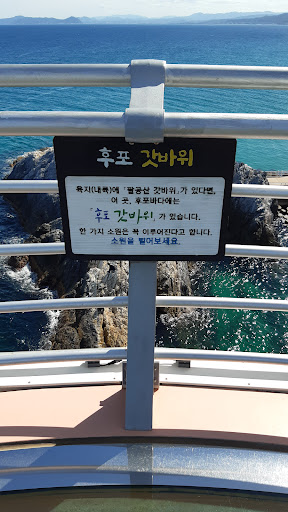 후포 갓바위
육지(내륙)에 「팔공산 갓바위」가 있다면,
이 곳, 후포바다에는
「후포 갓바위」가 있습니다.
한 가지 소원은 꼭 이루어진다고 합니다.
소원을 빌어보세요.